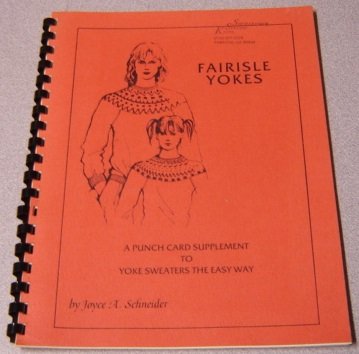 FAIRISLE
YOKES
A PUNCH CARD SUPPLEMENT
TO
YOKE SWEATERS THE EASY WAY
by Joyce A. Schneider